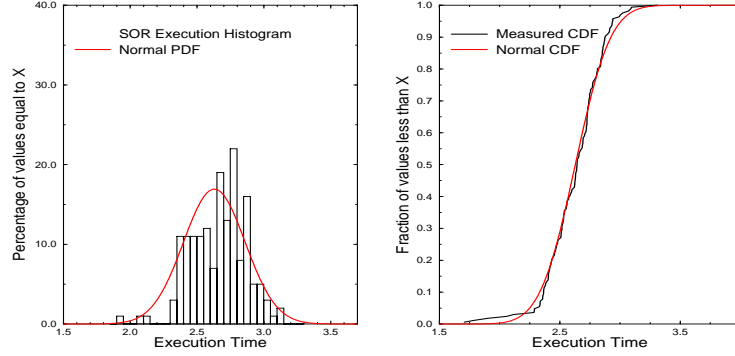 40.0
SOR Execution Histogram
Normal PDF
30.0
20.0
10.0
0.0
Percentage of values equal to X
1.5 2.0 2.5 3.0 3.5
Execution Time
1.0
Measured CDF
Normal CDF
0.9
0.8
0.7
0.6
0.5
0.4
0.3
0.2
0.1
0.0
Fraction of values less than X
1.5 2.5 3.5
Execution Time